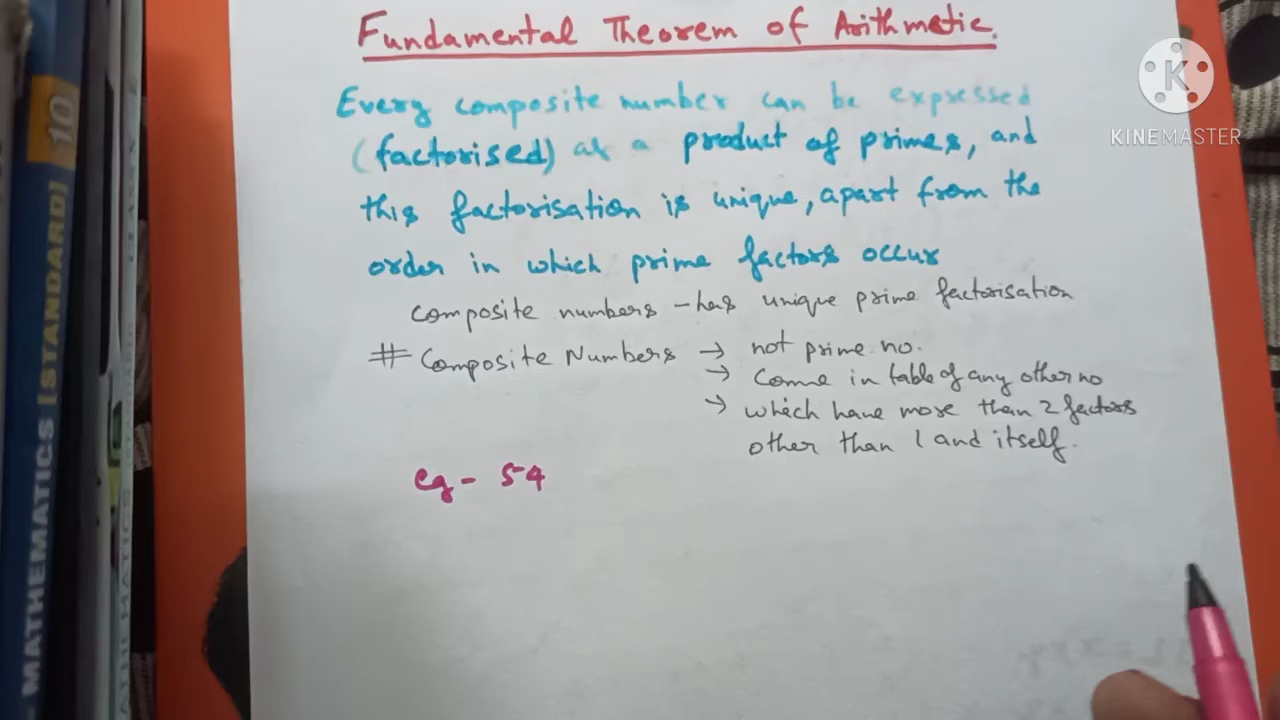 Fundamental Theorem of Arithmetic.
Every composite number can be expressed
(factorised) as a product of primes, and
this factorisation is unique, apart from the
order in which prime factors occur
composite numbers - has unique prime factorisation
# Composite Numbers → not prime no.
→ Come in table of any other no
→ which have more than 2 factors
other than 1 and itself.
eg - 54
K
KINEMASTER
MATHEMATICS [STANDARD] 10